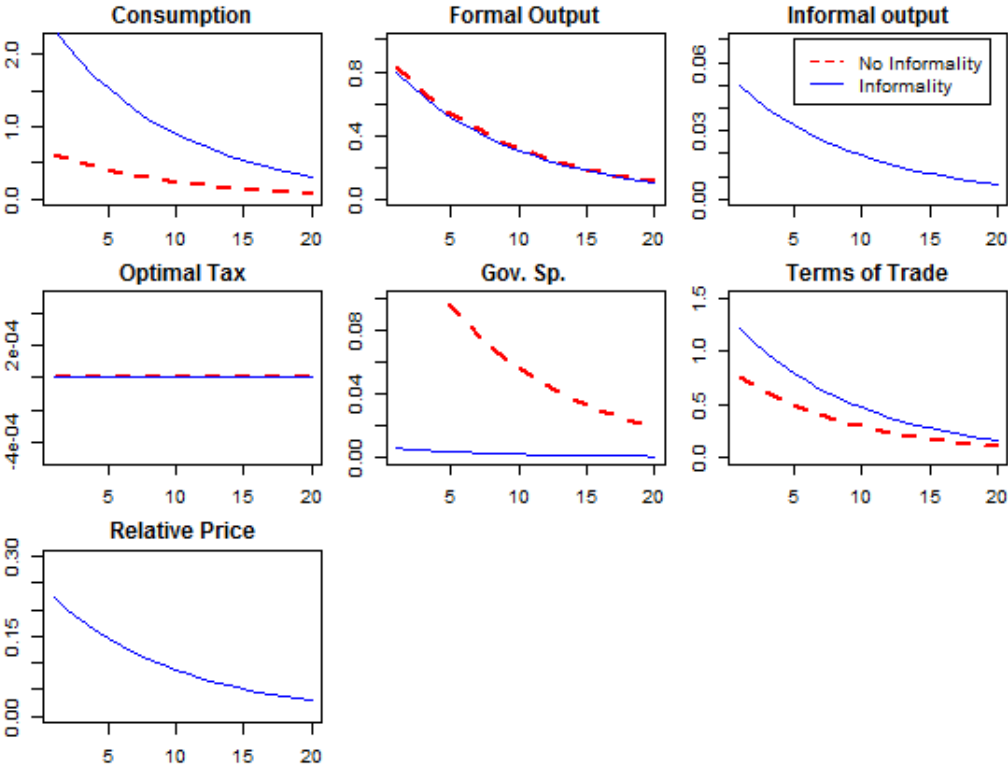 Consumption
Formal Output
Informal output
2.0
1.0
0.0
0.8
0.4
0.0
0.06
0.03
0.00
No Informality
Informality
5 10 15 20
5 10 15 20
5 10 15 20
Optimal Tax
Gov. Sp.
Terms of Trade
2e-04
-4e-04
0.08
0.04
0.00
1.5
1.0
0.5
0.0
5 10 15 20
5 10 15 20
5 10 15 20
Relative Price
0.30
0.15
0.00
5 10 15 20